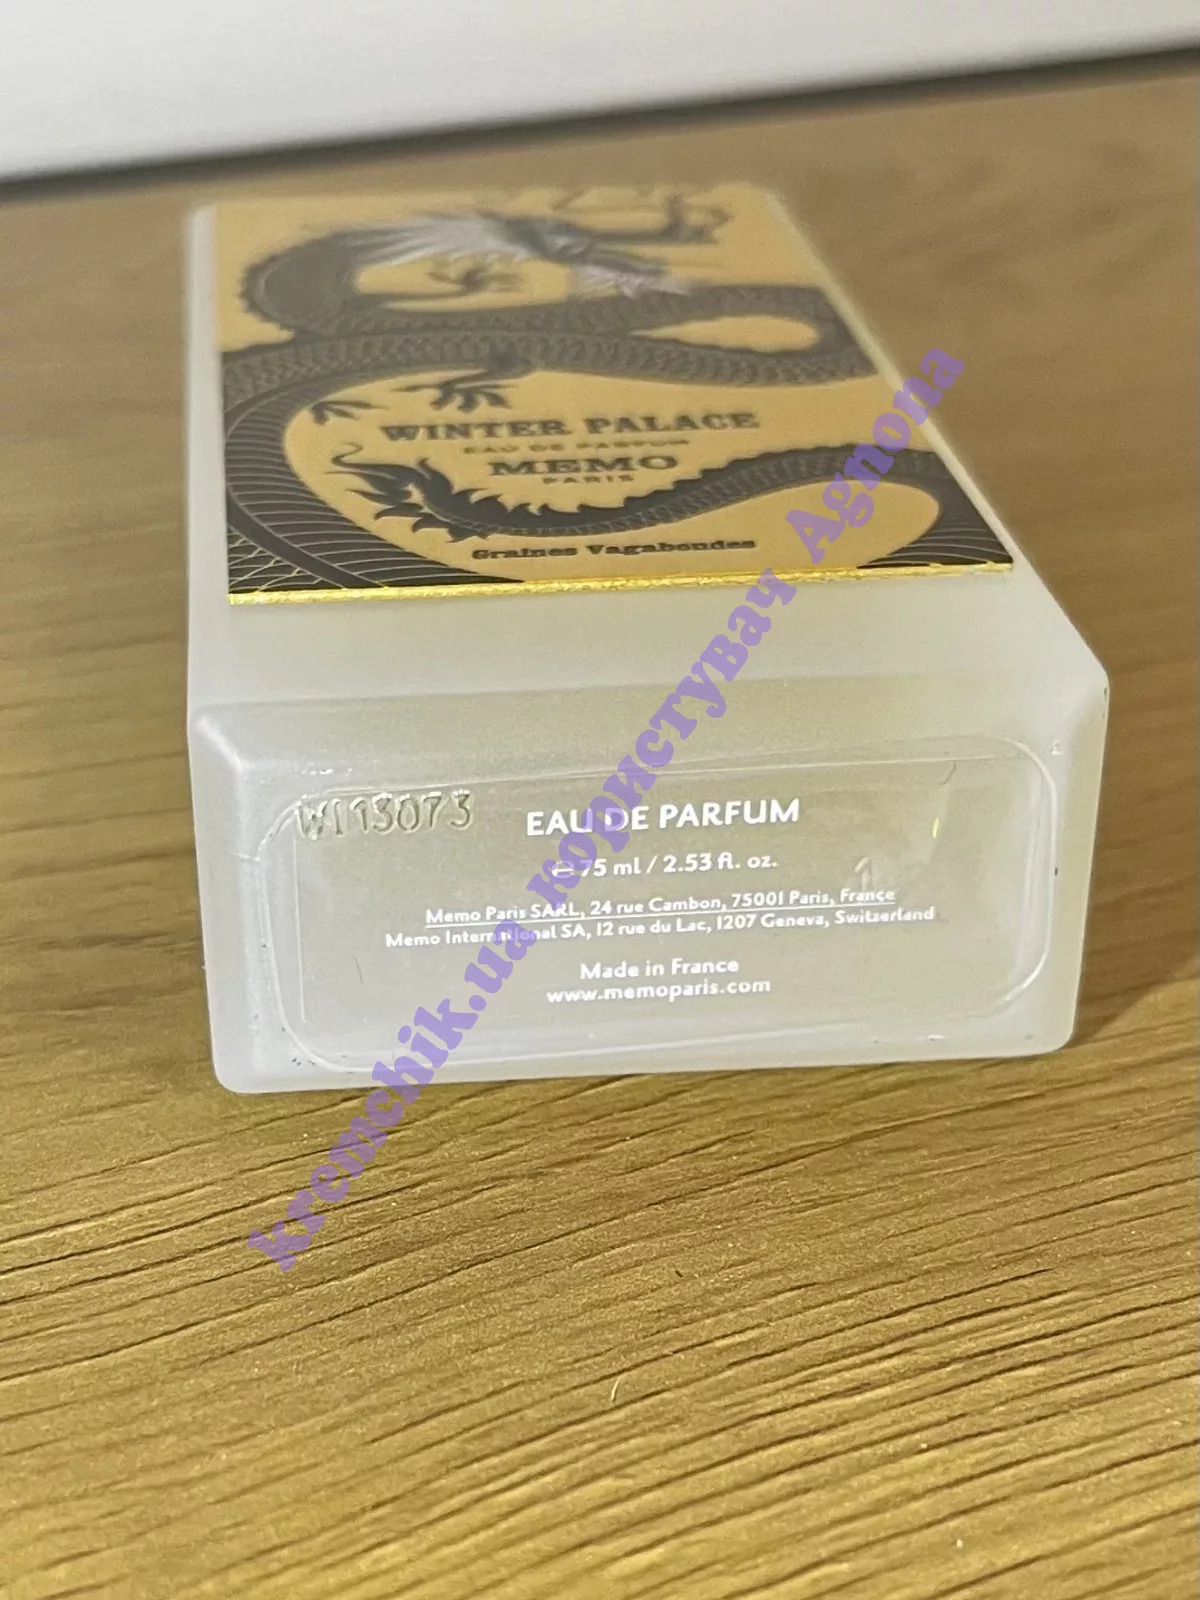 WINTER PALACE
EAU DE PARFUM
MEMO
PARIS
Graines Vagabondes
WI13073
EAU DE PARFUM
℮ 75 ml / 2.53 fl. oz.
1
Memo Paris SARL, 24 rue Cambon, 75001 Paris, France
Memo International SA, 12 rue du Lac, 1207 Geneva, Switzerland
Made in France
www.memoparis.com
kremchik.ua користувач Agnona